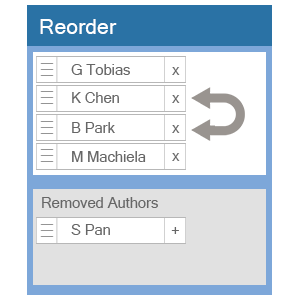 Reorder
G Tobias x
K Chen x
B Park x
M Machiela x
Removed Authors
S Pan +